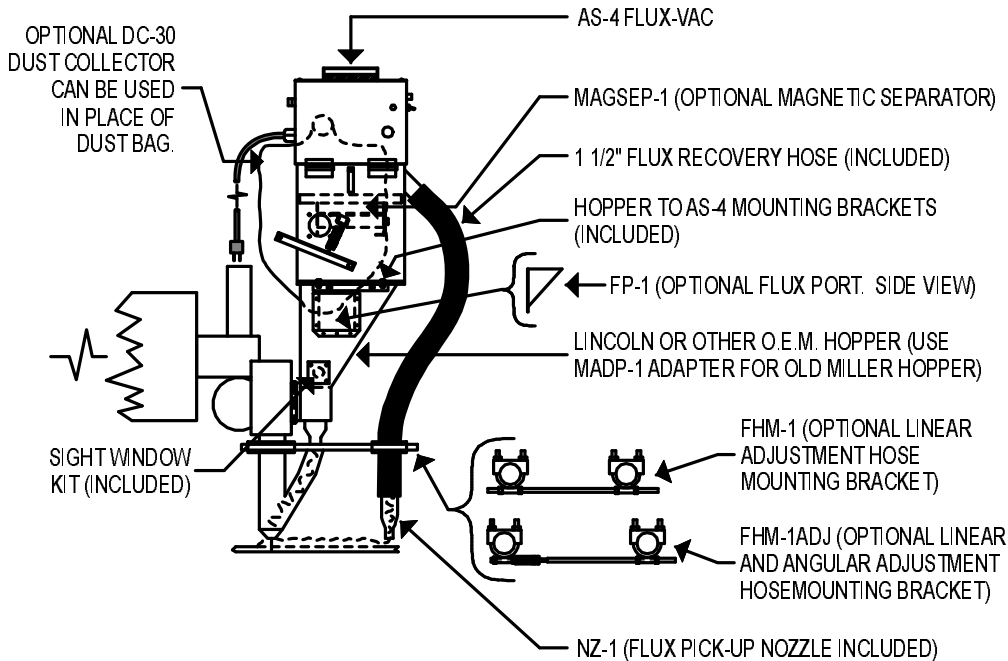 OPTIONAL DC-30
DUST COLLECTOR
CAN BE USED
IN PLACE OF
DUST BAG.
AS-4 FLUX-VAC
MAGSEP-1 (OPTIONAL MAGNETIC SEPARATOR)
1 1/2" FLUX RECOVERY HOSE (INCLUDED)
HOPPER TO AS-4 MOUNTING BRACKETS
(INCLUDED)
FP-1 (OPTIONAL FLUX PORT. SIDE VIEW)
LINCOLN OR OTHER O.E.M. HOPPER (USE
MADP-1 ADAPTER FOR OLD MILLER HOPPER)
SIGHT WINDOW
KIT (INCLUDED)
FHM-1 (OPTIONAL LINEAR
ADJUSTMENT HOSE
MOUNTING BRACKET)
FHM-1ADJ (OPTIONAL LINEAR
AND ANGULAR ADJUSTMENT
HOSEMOUNTING BRACKET)
NZ-1 (FLUX PICK-UP NOZZLE INCLUDED)